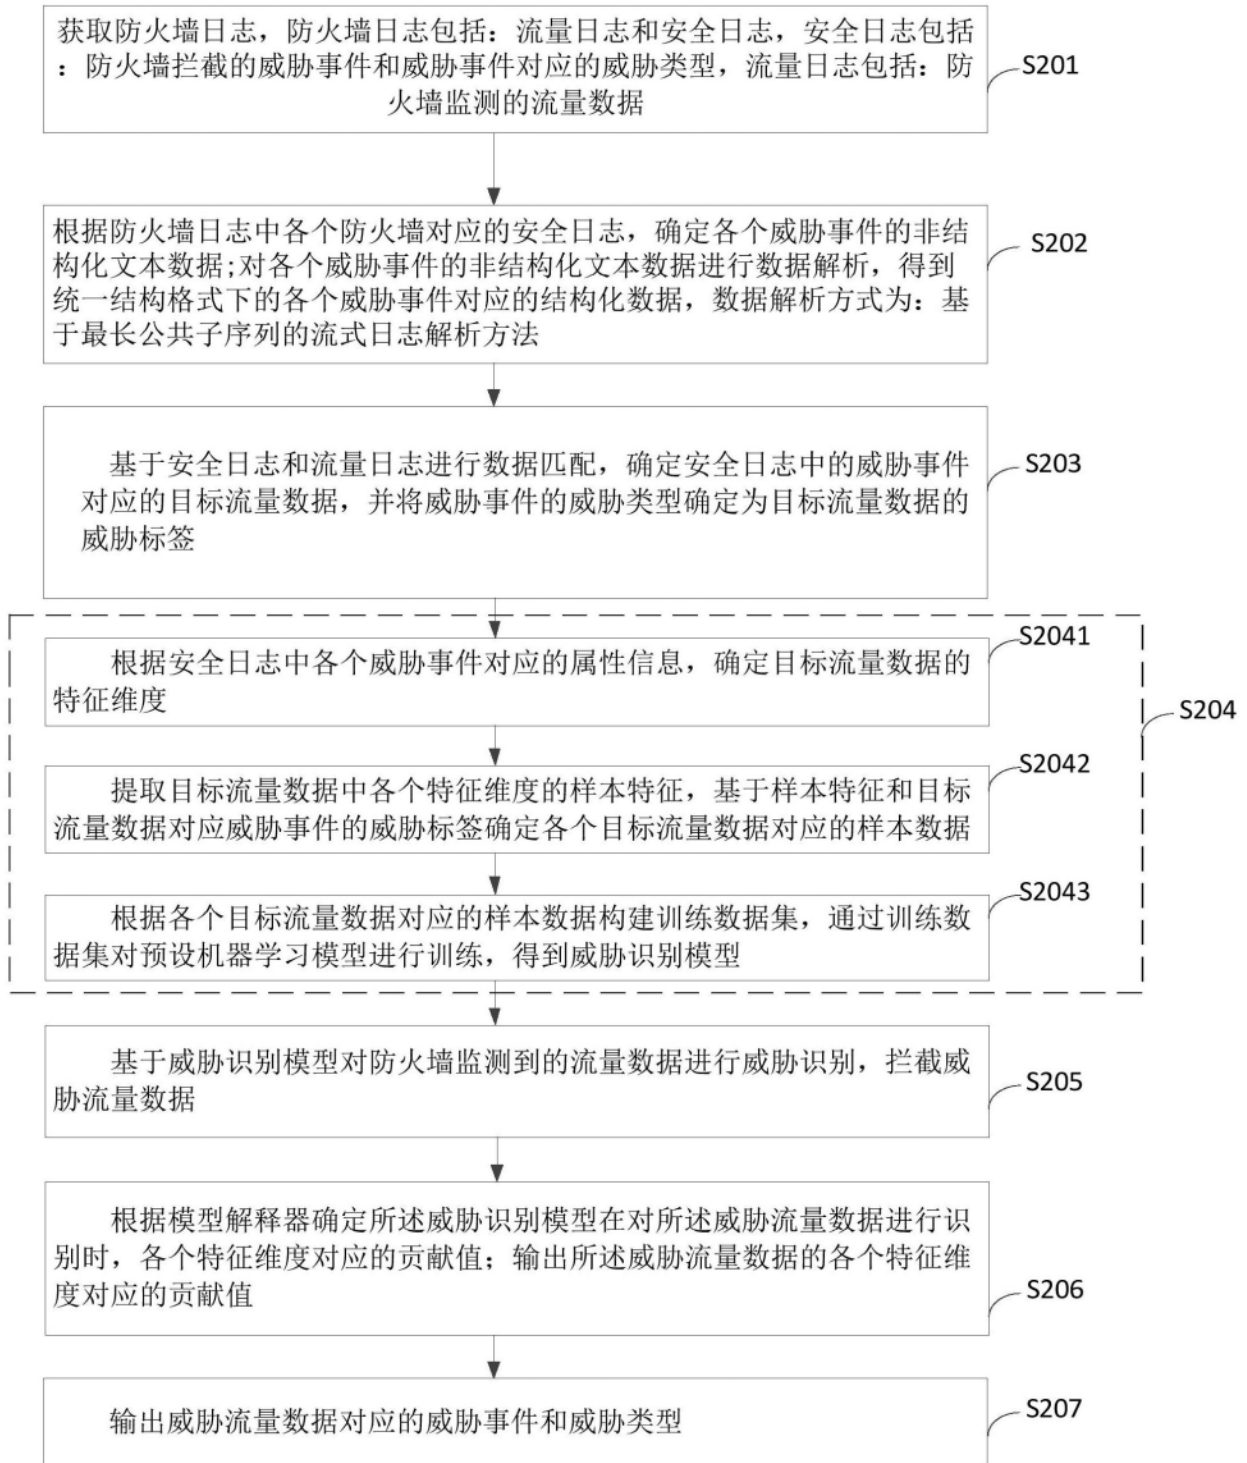 获取防火墙日志，防火墙日志包括：流量日志和安全日志，安全日志包括
：防火墙拦截的威胁事件和威胁事件对应的威胁类型，流量日志包括：防
火墙监测的流量数据
S201
根据防火墙日志中各个防火墙对应的安全日志，确定各个威胁事件的非结
构化文本数据;对各个威胁事件的非结构化文本数据进行数据解析，得到
统一结构格式下的各个威胁事件对应的结构化数据，数据解析方式为：基
于最长公共子序列的流式日志解析方法
S202
基于安全日志和流量日志进行数据匹配，确定安全日志中的威胁事件
对应的目标流量数据，并将威胁事件的威胁类型确定为目标流量数据的
威胁标签
S203
根据安全日志中各个威胁事件对应的属性信息，确定目标流量数据的
特征维度
S2041
提取目标流量数据中各个特征维度的样本特征，基于样本特征和目标
流量数据对应威胁事件的威胁标签确定各个目标流量数据对应的样本数据
S2042
根据各个目标流量数据对应的样本数据构建训练数据集，通过训练数
据集对预设机器学习模型进行训练，得到威胁识别模型
S2043
S204
基于威胁识别模型对防火墙监测到的流量数据进行威胁识别，拦截威
胁流量数据
S205
根据模型解释器确定所述威胁识别模型在对所述威胁流量数据进行识
别时，各个特征维度对应的贡献值；输出所述威胁流量数据的各个特征维
度对应的贡献值
S206
输出威胁流量数据对应的威胁事件和威胁类型
S207